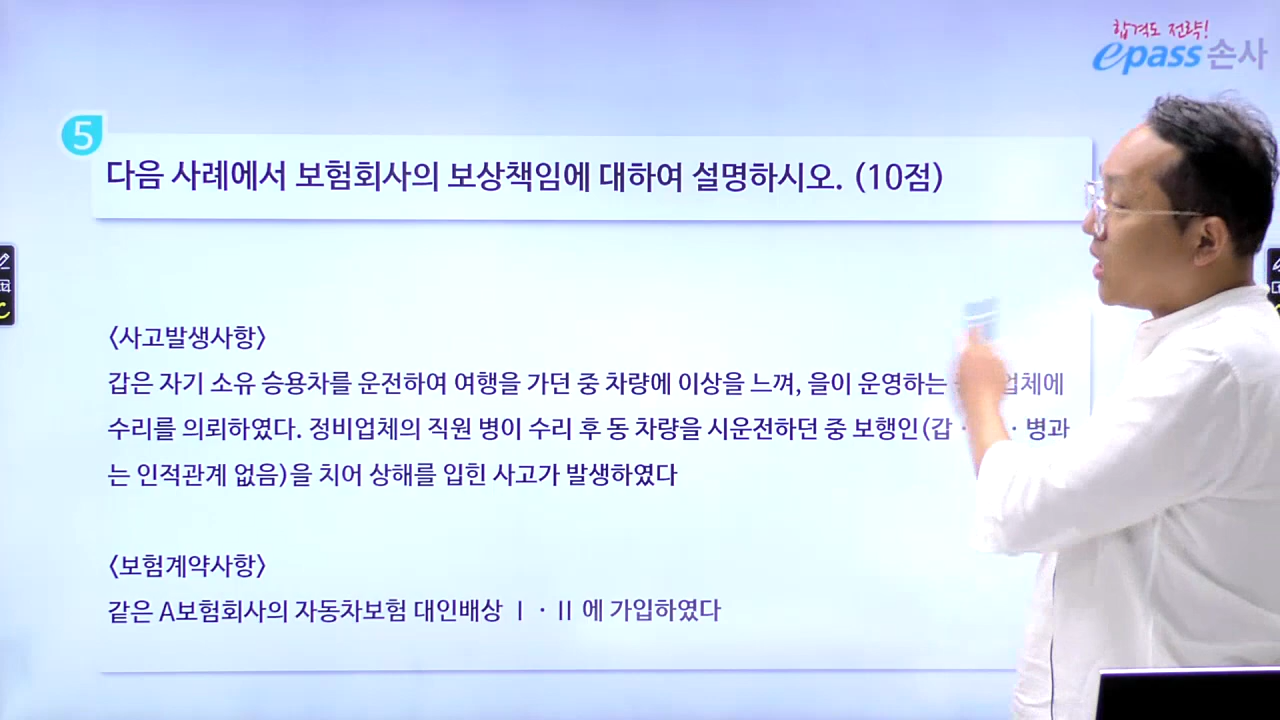 합격도 전략!
epass 손사
5
다음 사례에서 보험회사의 보상책임에 대하여 설명하시오. (10점)
〈사고발생사항〉
갑은 자기 소유 승용차를 운전하여 여행을 가던 중 차량에 이상을 느껴, 을이 운영하는 업체에
수리를 의뢰하였다. 정비업체의 직원 병이 수리 후 동 차량을 시운전하던 중 보행인(갑 · · 병과
는 인적관계 없음)을 치어 상해를 입힌 사고가 발생하였다
〈보험계약사항〉
같은 A보험회사의 자동차보험 대인배상 Ⅰ · Ⅱ 에 가입하였다